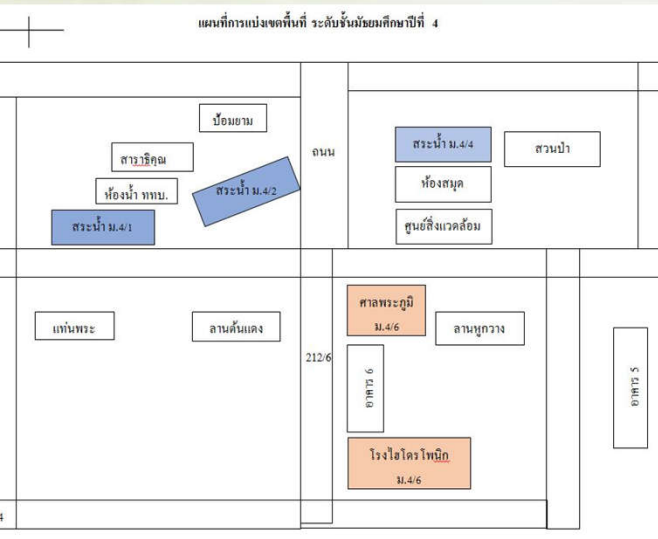 แผนที่การแบ่งเขตพื้นที่ ระดับชั้นมัธยมศึกษาปีที่ 4
ป้อมยาม
สาราธิคุณ
ห้องน้ำ ททบ.
สระน้ำ ม.4/2
สระน้ำ ม.4/1
ถนน
สระน้ำ ม.4/4
สวนป่า
ห้องสมุด
ศูนย์สิ่งแวดล้อม
แท่นพระ
ลานต้นแดง
212/6
ศาลพระภูมิ
ม.4/6
ลานหูกวาง
อาคาร 6
อาคาร 5
โรงไฮโดรโพนิก
ม.4/6
4